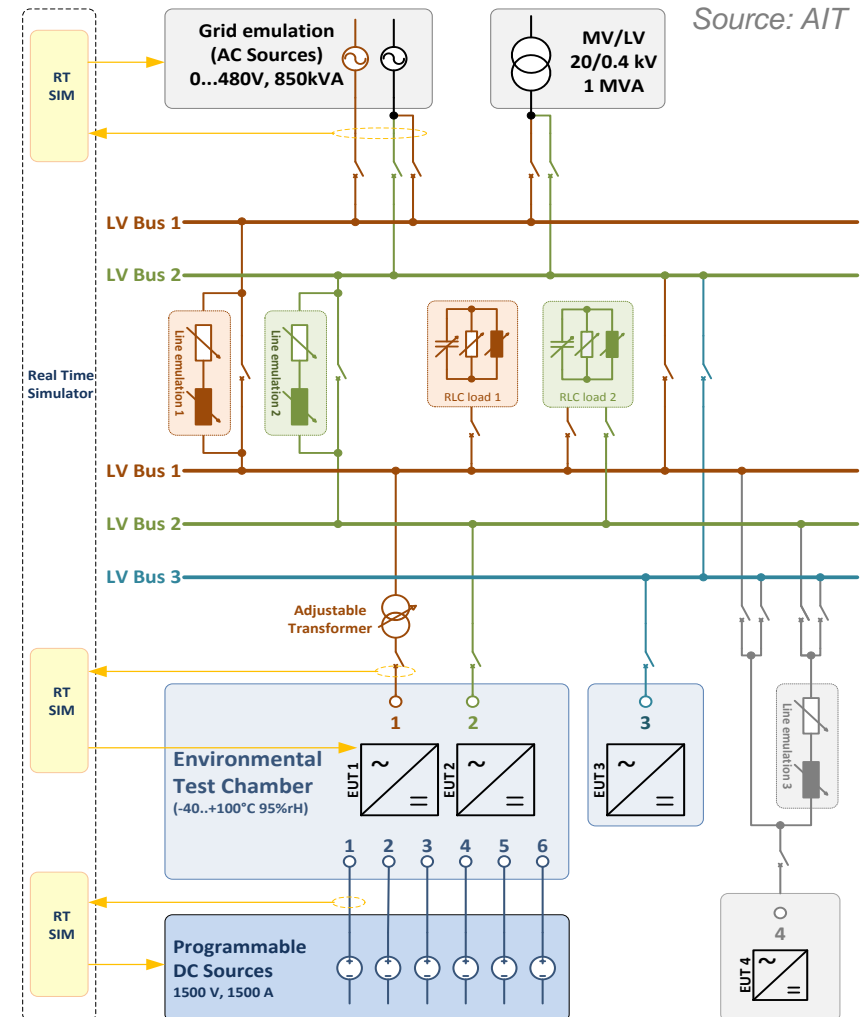 Source: AIT
Grid emulation
(AC Sources)
0...480V, 850kVA
MV/LV
20/0.4 kV
1 MVA
RT
SIM
LV Bus 1
LV Bus 2
Line emulation 1
Line emulation 2
RLC load 1
RLC load 2
Real Time
Simulator
LV Bus 1
LV Bus 2
LV Bus 3
Adjustable
Transformer
RT
SIM
1
2
3
Line emulation 3
Environmental
Test Chamber
(-40..+100°C 95%rH)
EUT 1
~
=
EUT 2
~
=
EUT 3
~
=
1 2 3 4 5 6
RT
SIM
Programmable
DC Sources
1500 V, 1500 A
+ + + + + +
− − − − − −
4
EUT 4
~
=